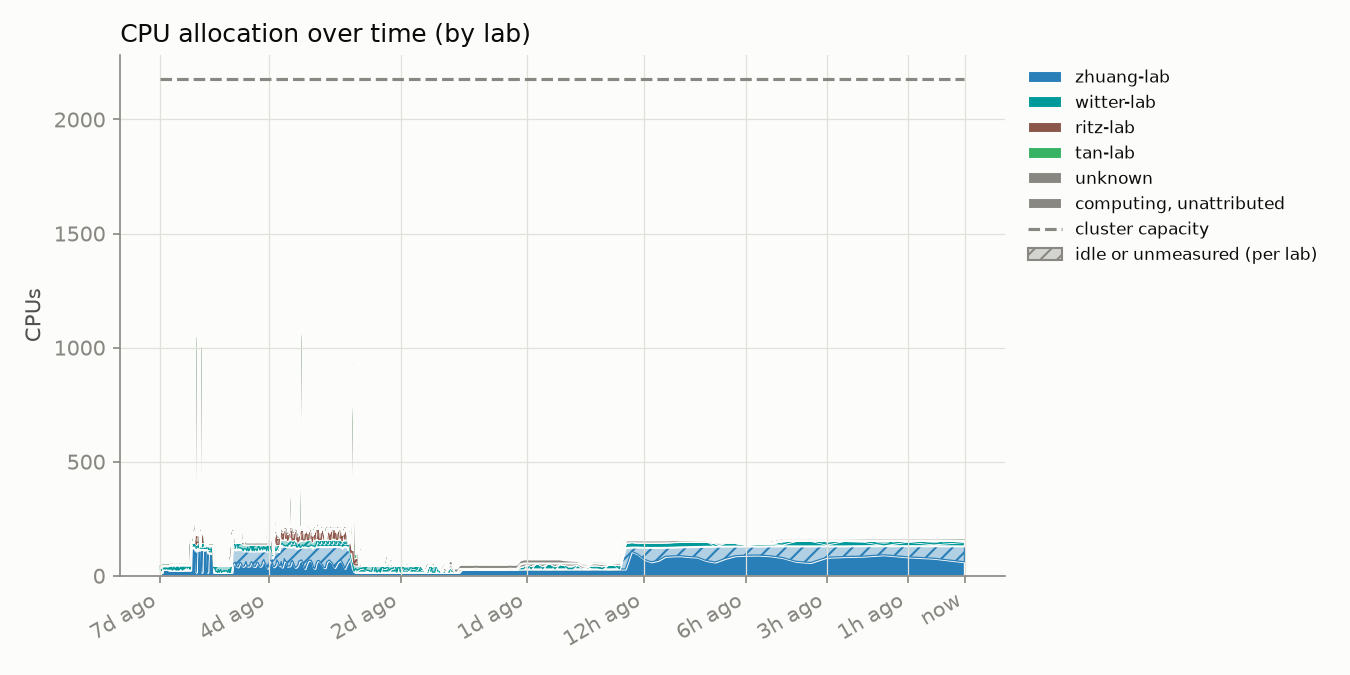 CPU allocation over time (by lab)
CPUs
2000
1500
1000
500
0
7d ago
4d ago
2d ago
1d ago
12h ago
6h ago
3h ago
1h ago
now
zhuang-lab
witter-lab
ritz-lab
tan-lab
unknown
computing, unattributed
cluster capacity
idle or unmeasured (per lab)